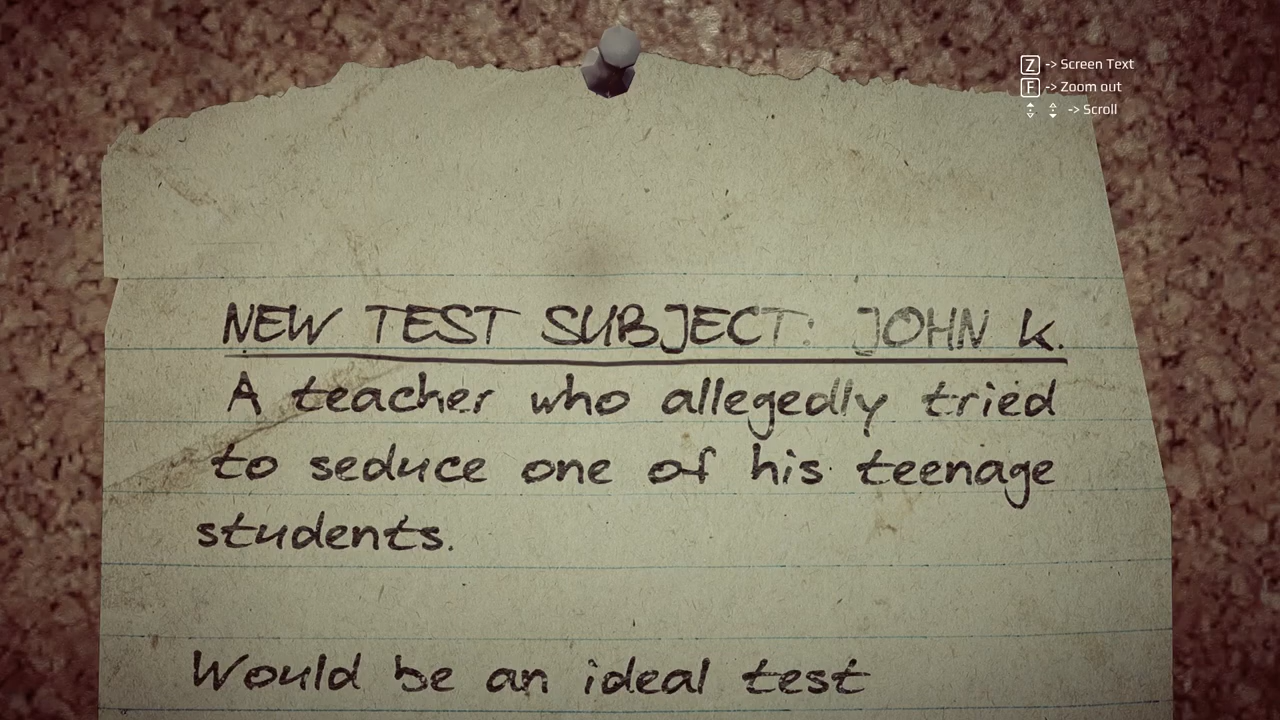 Z -> Screen Text
F -> Zoom out
-> Scroll
NEW TEST SUBJECT: JOHN K.
A teacher who allegedly tried
to seduce one of his teenage
students.
Would be an ideal test